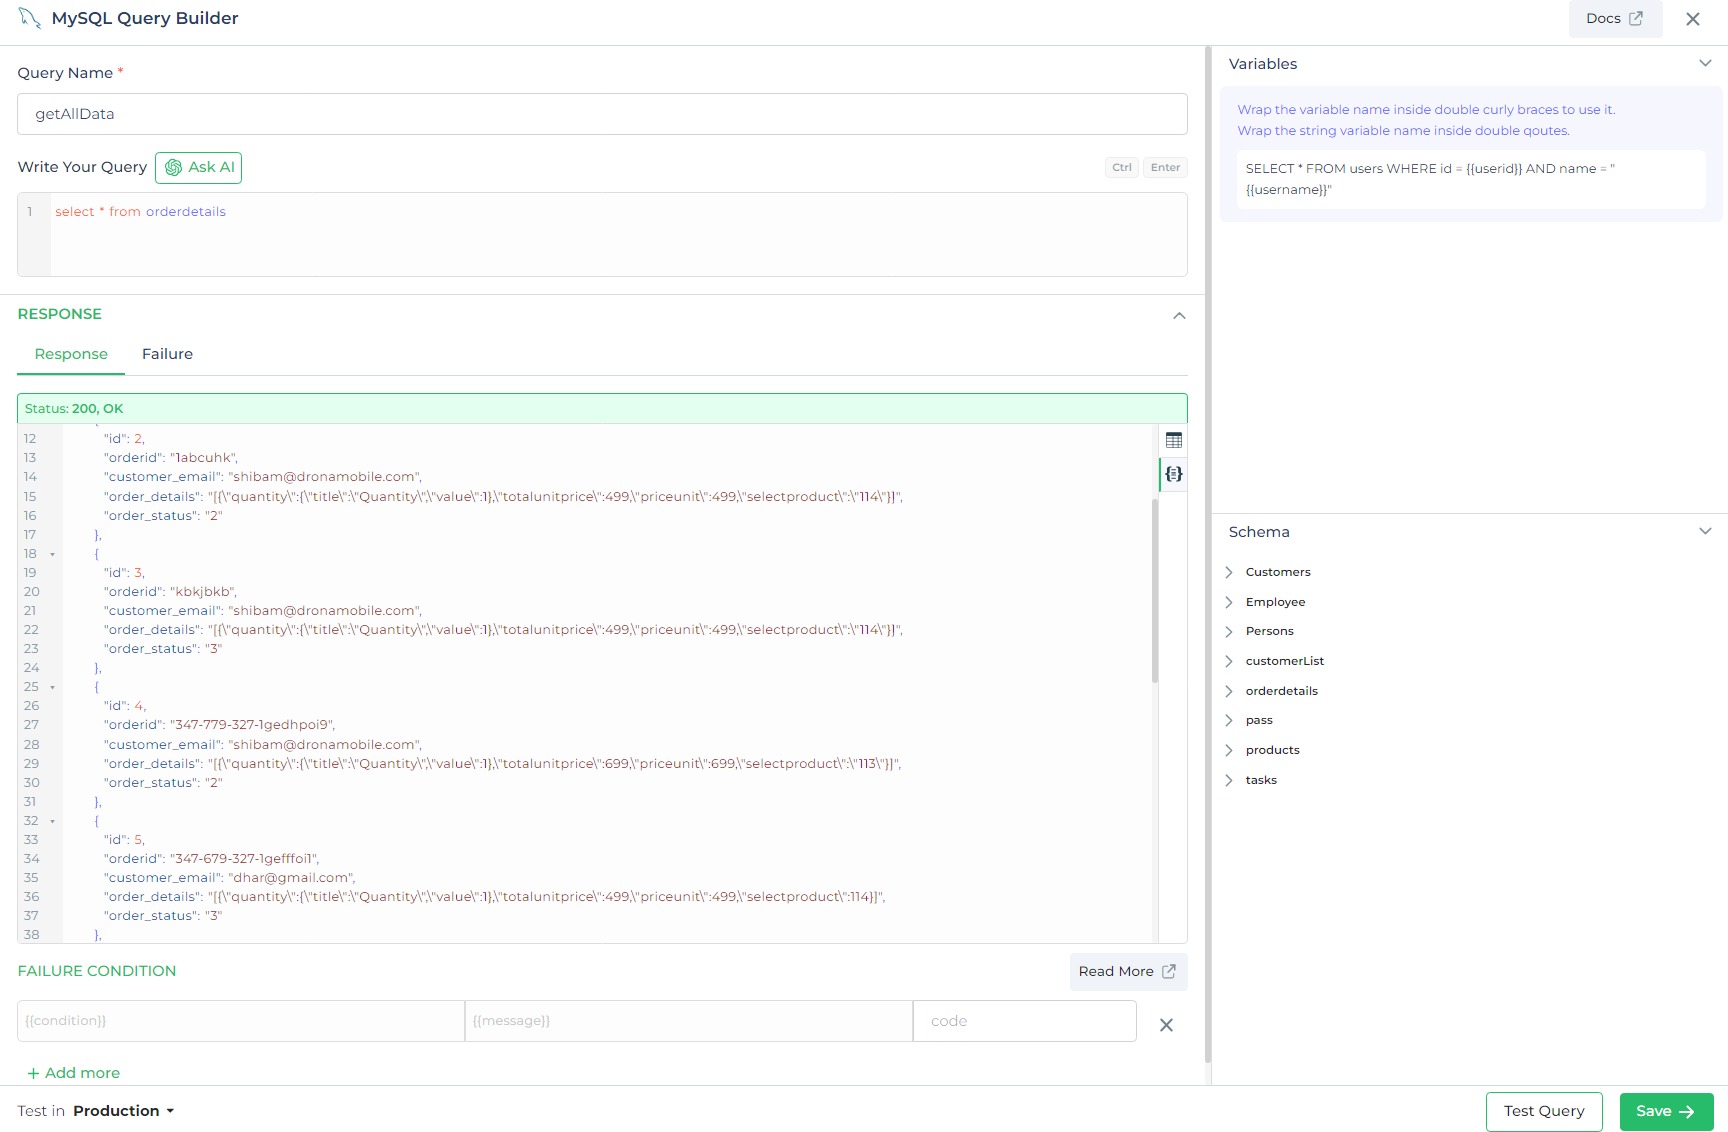 MySQL Query Builder
Docs
Query Name *
getAllData
Write Your Query
Ask AI
Ctrl
Enter
1 select * from orderdetails
RESPONSE
Response
Failure
Status: 200, OK
12 "id": 2,
13 "orderid": "1abcuhk",
14 "customer_email": "shibam@dronamobile.com",
15 "order_details": "[{\"quantity\":{\"title\":\"Quantity\",\"value\":1},\"totalunitprice\":499,\"priceunit\":499,\"selectproduct\":\"114\"}]",
16 "order_status": "2"
17 },
18 {
19 "id": 3,
20 "orderid": "kbkjbkb",
21 "customer_email": "shibam@dronamobile.com",
22 "order_details": "[{\"quantity\":{\"title\":\"Quantity\",\"value\":1},\"totalunitprice\":499,\"priceunit\":499,\"selectproduct\":\"114\"}]",
23 "order_status": "3"
24 },
25 {
26 "id": 4,
27 "orderid": "347-779-327-1gedhpoi9",
28 "customer_email": "shibam@dronamobile.com",
29 "order_details": "[{\"quantity\":{\"title\":\"Quantity\",\"value\":1},\"totalunitprice\":699,\"priceunit\":699,\"selectproduct\":\"113\"}]",
30 "order_status": "2"
31 },
32 {
33 "id": 5,
34 "orderid": "347-679-327-1gefffoi1",
35 "customer_email": "dhar@gmail.com",
36 "order_details": "[{\"quantity\":{\"title\":\"Quantity\",\"value\":1},\"totalunitprice\":499,\"priceunit\":499,\"selectproduct\":114}]",
37 "order_status": "3"
38 },
FAILURE CONDITION
Read More
{{condition}}
{{message}}
code
+ Add more
Test in Production
Variables
Wrap the variable name inside double curly braces to use it.
Wrap the string variable name inside double qoutes.
SELECT * FROM users WHERE id = {{userid}} AND name = "
{{username}}"
Schema
Customers
Employee
Persons
customerList
orderdetails
pass
products
tasks
Test Query
Save